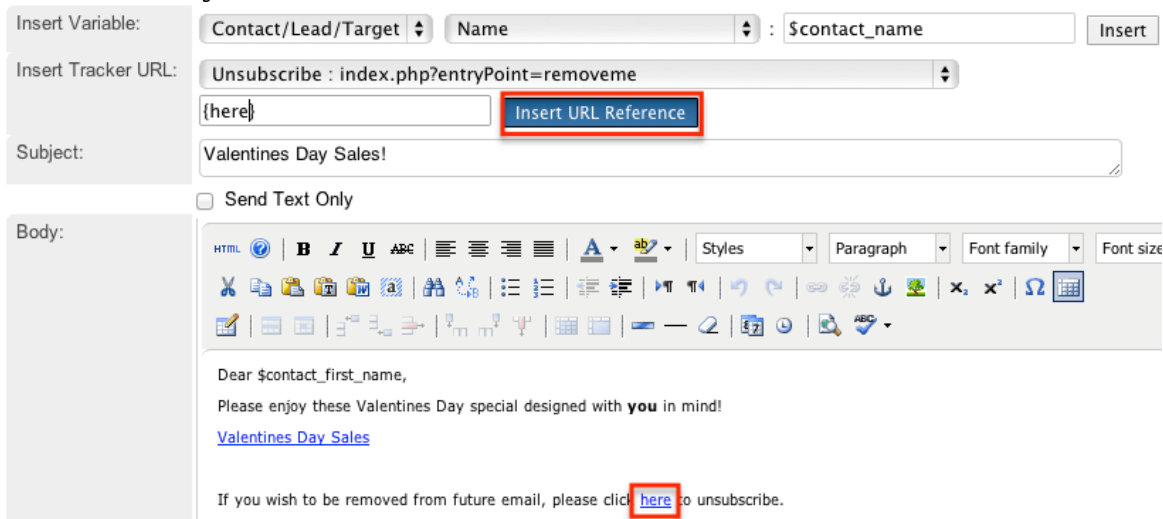 Insert Variable: Contact/Lead/Target Name : $contact_name Insert
Insert Tracker URL: Unsubscribe : index.php?entryPoint=removeme
{here} Insert URL Reference
Subject: Valentines Day Sales!
Send Text Only
Body:
HTML B I U ABC A ab Styles Paragraph Font family Font size
ABC
Dear $contact_first_name,
Please enjoy these Valentines Day special designed with you in mind!
Valentines Day Sales
If you wish to be removed from future email, please click here to unsubscribe.